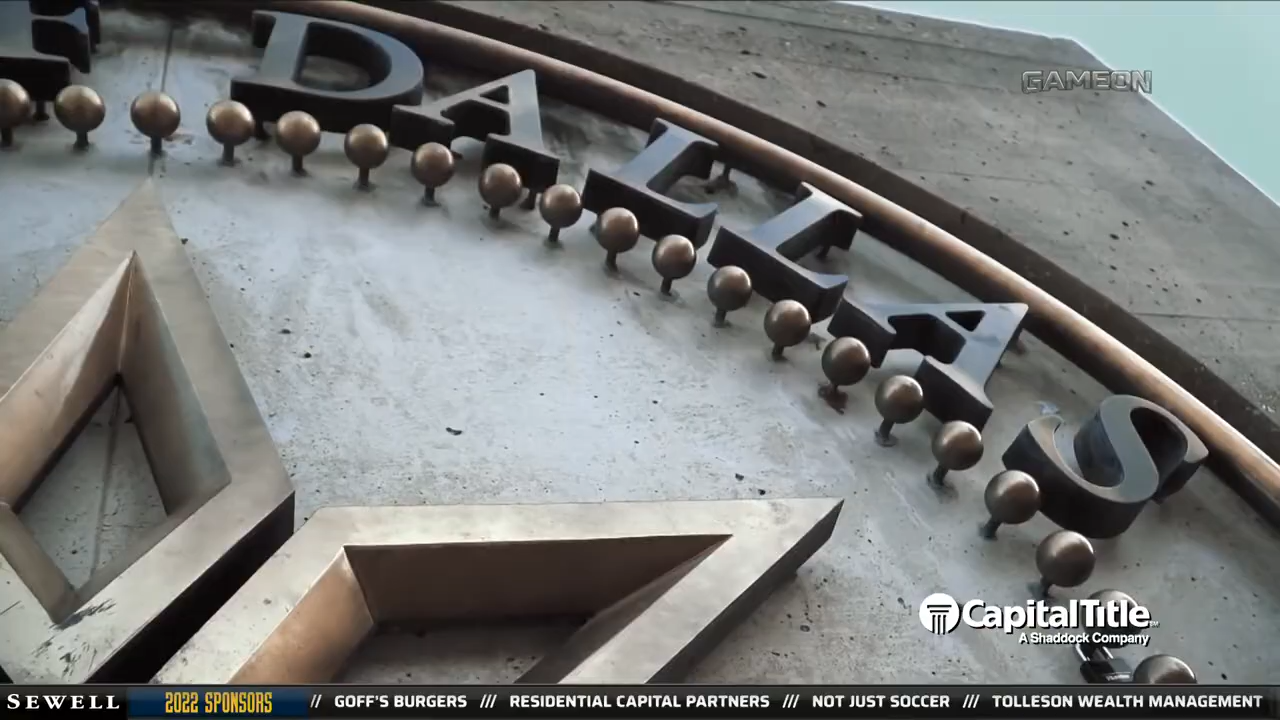 DALLAS
GAMEON
CapitalTitle
A Shaddock Company
SEWELL 2022 SPONSORS // GOFF'S BURGERS /// RESIDENTIAL CAPITAL PARTNERS /// NOT JUST SOCCER /// TOLLESON WEALTH MANAGEMENT